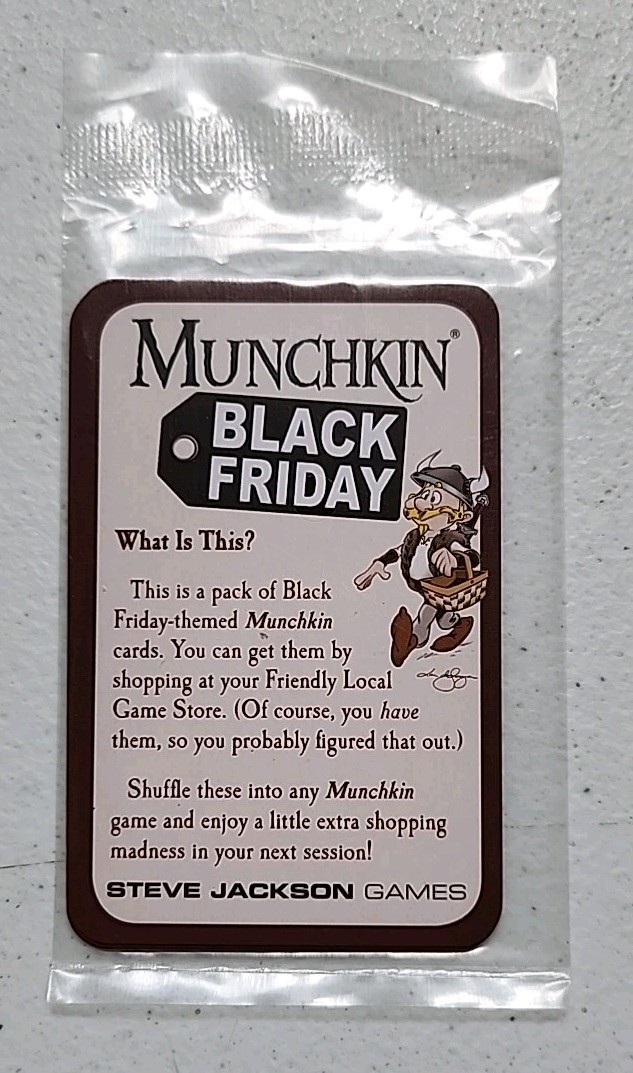 MUNCHKIN®
BLACK
FRIDAY
What Is This?
This is a pack of Black
Friday-themed Munchkin
cards. You can get them by
shopping at your Friendly Local
Game Store. (Of course, you have
them, so you probably figured that out.)
Shuffle these into any Munchkin
game and enjoy a little extra shopping
madness in your next session!
STEVE JACKSON GAMES